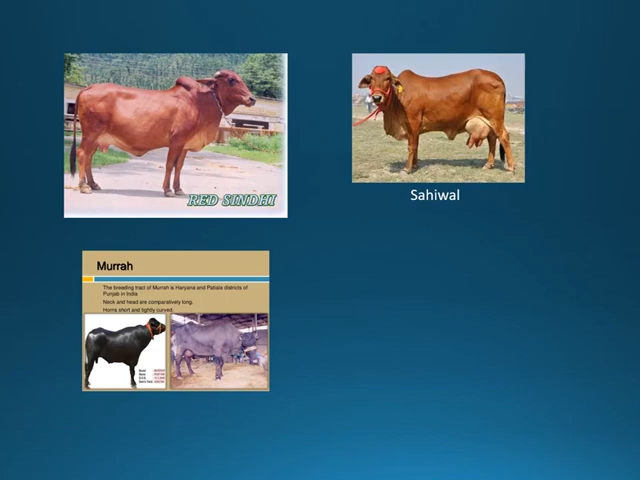 RED SINDHI
Sahiwal
Murrah
The breeding tract of Murrah is Haryana and Patiala districts of
Punjab in India
Neck and head are comparatively long.
Horns short and tightly curved.